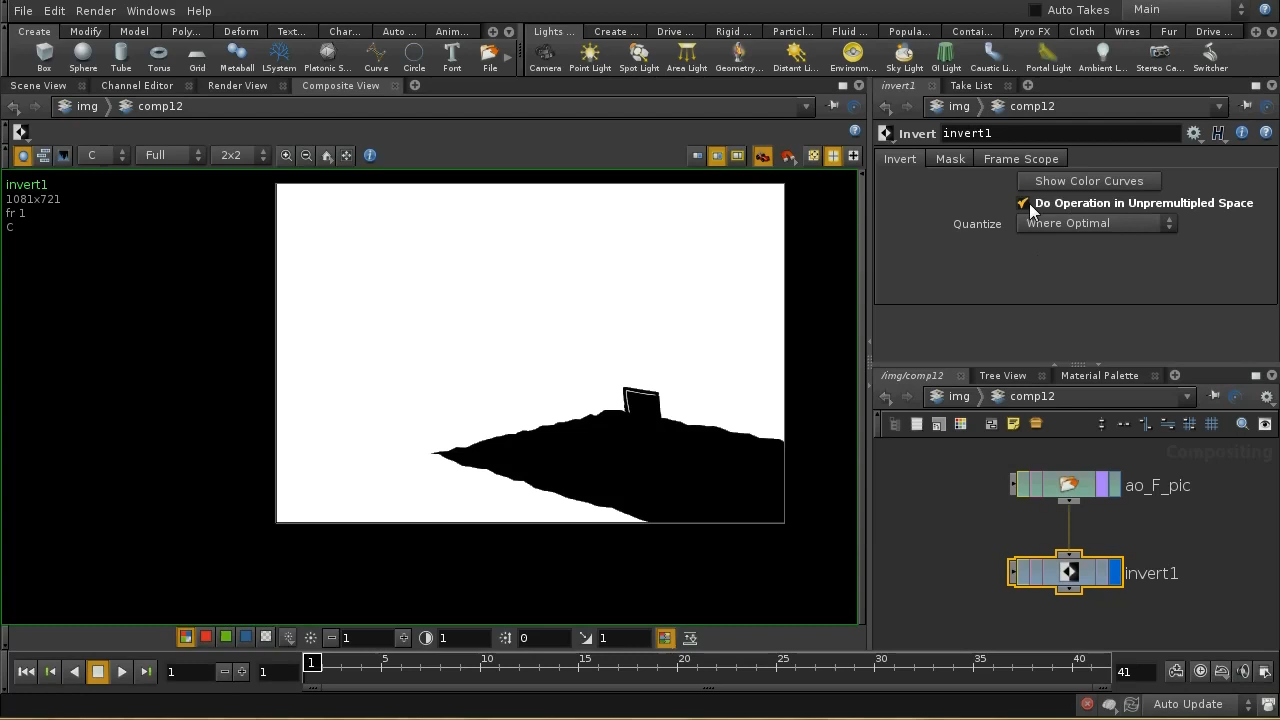 File Edit Render Windows Help Auto Takes Main
Create Modify Model Poly... Deform Text... Char... Auto ... Anim... Lights ... Create ... Drive ... Rigid ... Particl... Fluid ... Popula... Contai... Pyro FX Cloth Wires Fur Drive ...
Box Sphere Tube Torus Grid Metaball LSystem Platonic S... Curve Circle Font File Camera Point Light Spot Light Area Light Geometry... Distant Li... Environm... Sky Light GI Light Caustic Li... Portal Light Ambient L... Stereo Ca... Switcher
Scene View Channel Editor Render View Composite View invert1 Take List
img comp12 img comp12
Invert invert1
C Full 2x2 Invert Mask Frame Scope
Show Color Curves
invert1
1081x721
fr 1
C
Do Operation in Unpremultipled Space
Quantize Where Optimal
/img/comp12 Tree View Material Palette
img comp12
Compositing
ao_F_pic
invert1
1 1 0 1
1 1 1 5 10 15 20 25 30 35 40 41
Auto Update